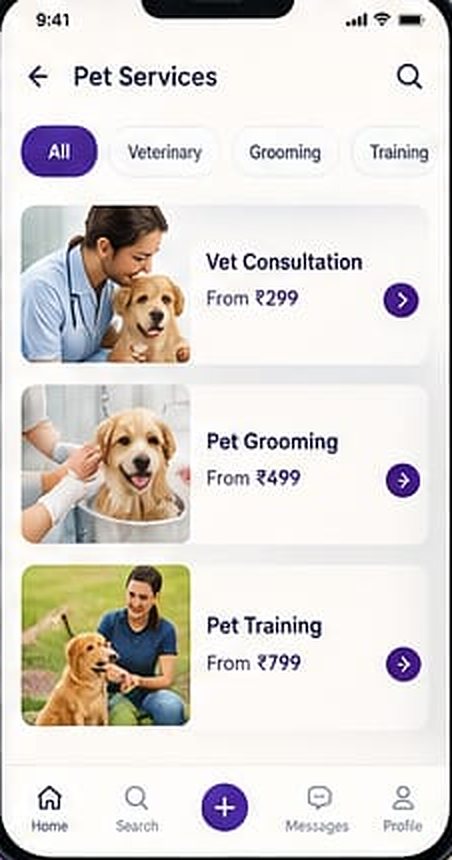 9:41
Pet Services
All
Veterinary
Grooming
Training
Vet Consultation
From ₹299
Pet Grooming
From ₹499
Pet Training
From ₹799
Home
Search
Messages
Profile